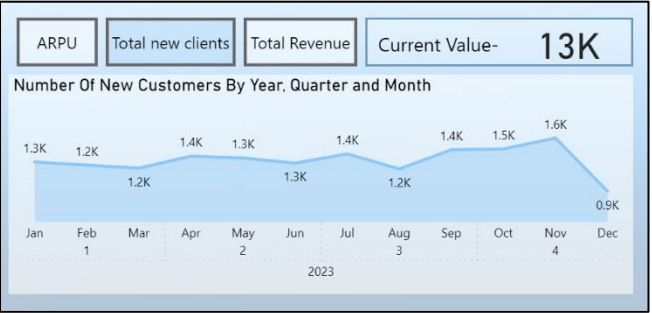 ARPU Total new clients Total Revenue Current Value- 13K
Number Of New Customers By Year, Quarter and Month
1.3K 1.2K 1.2K 1.4K 1.3K 1.3K 1.4K 1.2K 1.4K 1.5K 1.6K 0.9K
Jan Feb Mar Apr May Jun Jul Aug Sep Oct Nov Dec
1 2 3 4
2023